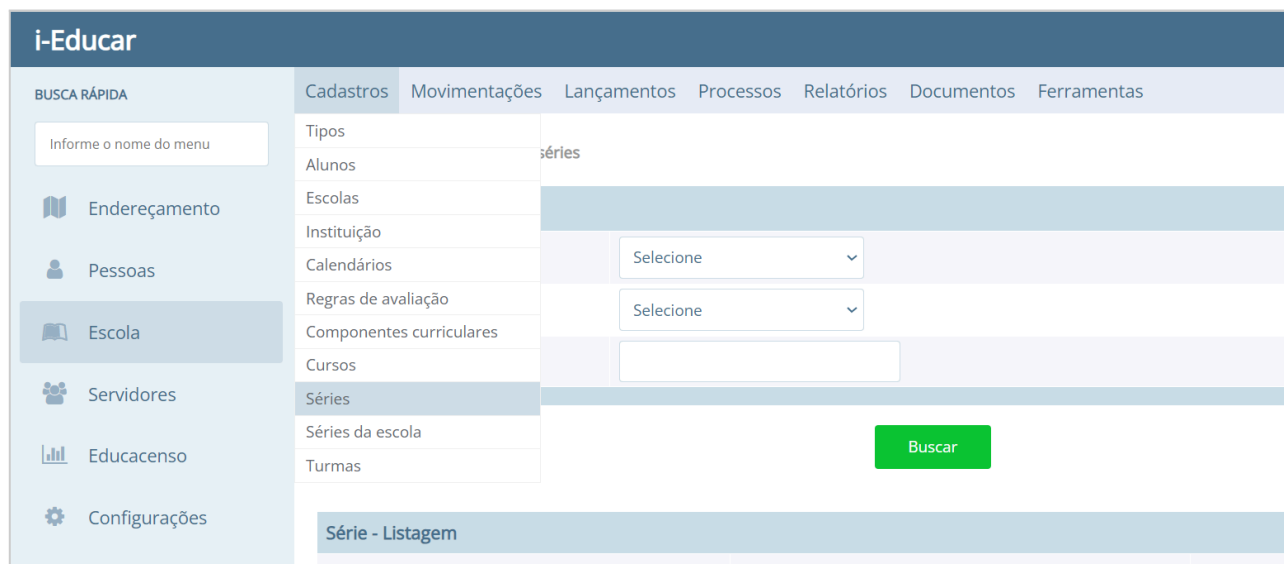 i-Educar
BUSCA RÁPIDA
Informe o nome do menu
Endereçamento
Pessoas
Escola
Servidores
Educacenso
Configurações
Cadastros Movimentações Lançamentos Processos Relatórios Documentos Ferramentas
Tipos
Alunos
Escolas
Instituição
Calendários
Regras de avaliação
Componentes curriculares
Cursos
Séries
Séries da escola
Turmas
séries
Selecione
Selecione
Buscar
Série - Listagem